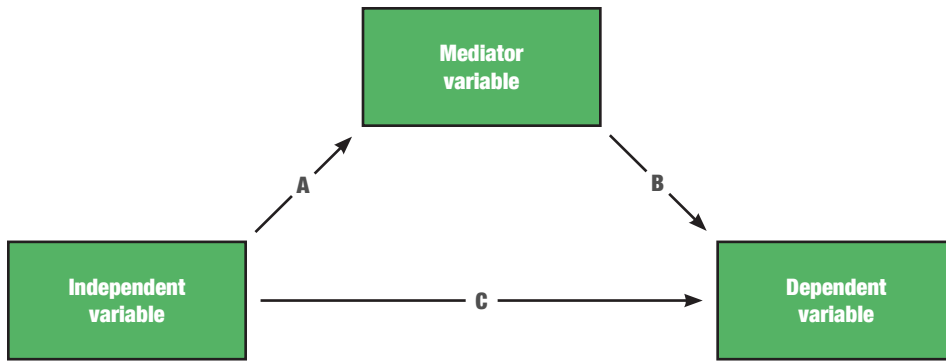 Mediator
variable
A
B
Independent
variable
C
Dependent
variable